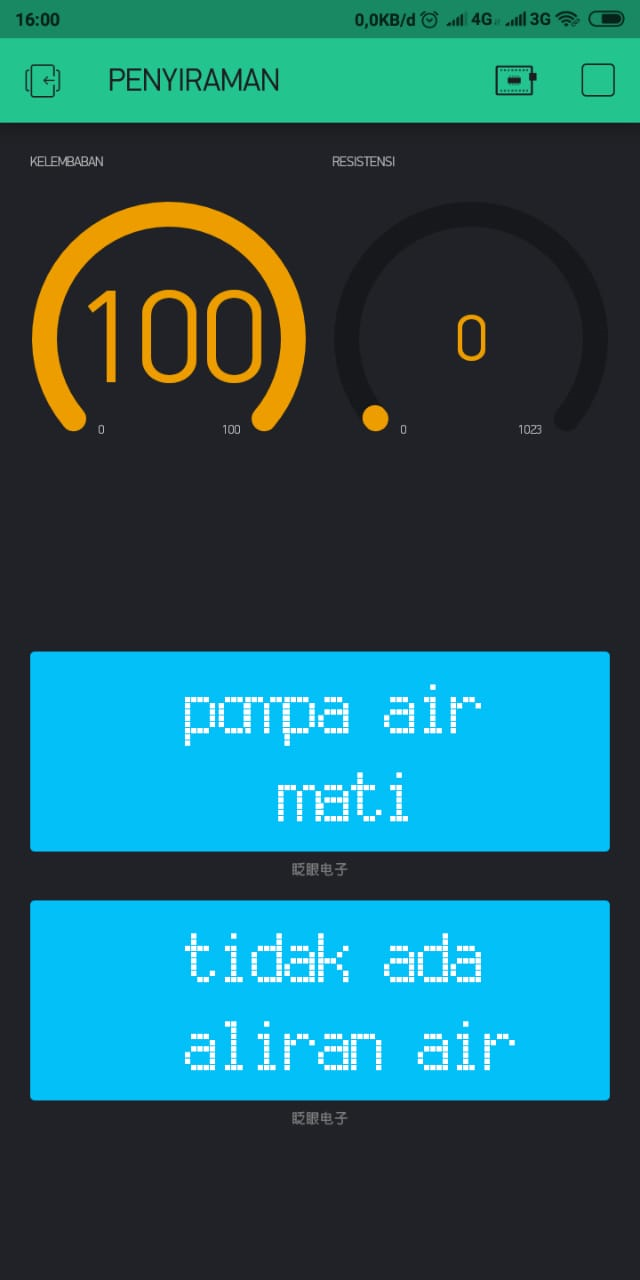 16:00
0,0KB/d 4G 3G
PENYIRAMAN
KELEMBABAN
RESISTENSI
100
0
0
100
0
1023
pompa air
mati
眨眼电子
tidak ada
aliran air
眨眼电子